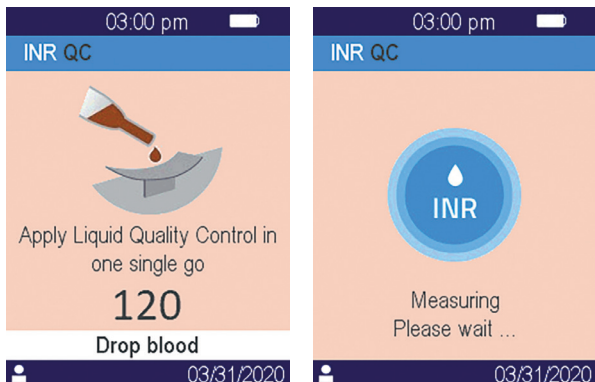 03:00 pm
INR QC
Apply Liquid Quality Control in
one single go
120
Drop blood
03/31/2020
03:00 pm
INR QC
INR
Measuring
Please wait ...
03/31/2020